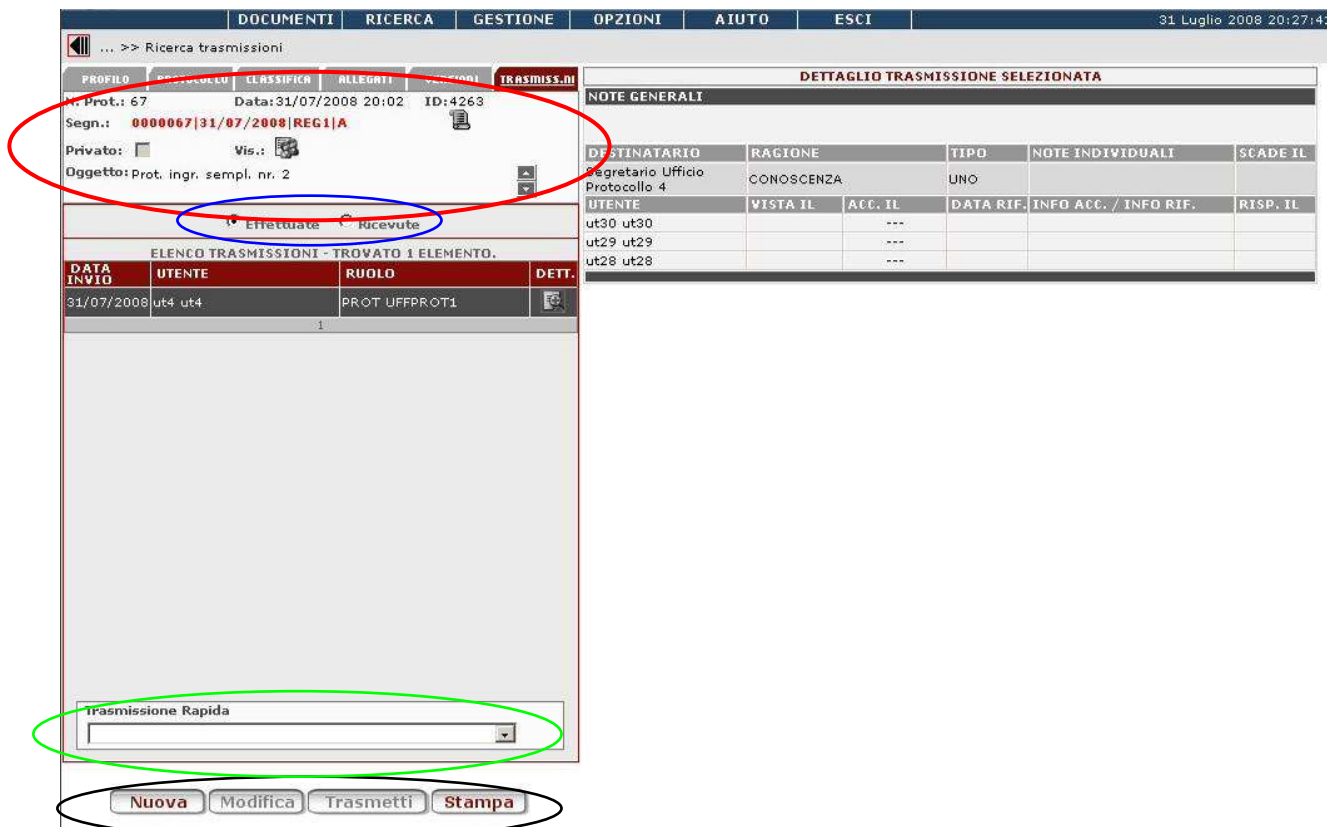 DOCUMENTI RICERCA GESTIONE OPZIONI AIUTO ESCI 31 Luglio 2008 20:27:41
... >> Ricerca trasmissioni
PROFILO PROTOCOLLO CLASSIFICA ALLEGATI VERSIONI TRASMISS.NI
N. Prot.: 67 Data: 31/07/2008 20:02 ID: 4263
Segn.: 0000067|31/07/2008|REG1|A
Privato: Vis.:
Oggetto: Prot. ingr. sempl. nr. 2
Effettuate Ricevute
ELENCO TRASMISSIONI - TROVATO 1 ELEMENTO.
DATA INVIO UTENTE RUOLO DETT.
31/07/2008 ut4 ut4 PROT UFFPROT1
1
Trasmissione Rapida
Nuova Modifica Trasmetti Stampa
DETTAGLIO TRASMISSIONE SELEZIONATA
NOTE GENERALI
DESTINATARIO RAGIONE TIPO NOTE INDIVIDUALI SCADE IL
Segretario Ufficio Protocollo 4 CONOSCENZA UNO
UTENTE VISTA IL ACC. IL DATA RIF. INFO ACC. / INFO RIF. RISP. IL
ut30 ut30 ---
ut29 ut29 ---
ut28 ut28 ---